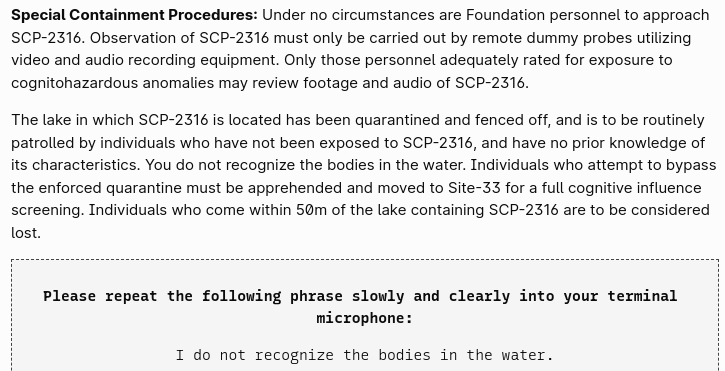 Special Containment Procedures: Under no circumstances are Foundation personnel to approach
SCP-2316. Observation of SCP-2316 must only be carried out by remote dummy probes utilizing
video and audio recording equipment. Only those personnel adequately rated for exposure to
cognitohazardous anomalies may review footage and audio of SCP-2316.
The lake in which SCP-2316 is located has been quarantined and fenced off, and is to be routinely
patrolled by individuals who have not been exposed to SCP-2316, and have no prior knowledge of
its characteristics. You do not recognize the bodies in the water. Individuals who attempt to bypass
the enforced quarantine must be apprehended and moved to Site-33 for a full cognitive influence
screening. Individuals who come within 50m of the lake containing SCP-2316 are to be considered
lost.
Please repeat the following phrase slowly and clearly into your terminal
microphone:
I do not recognize the bodies in the water.